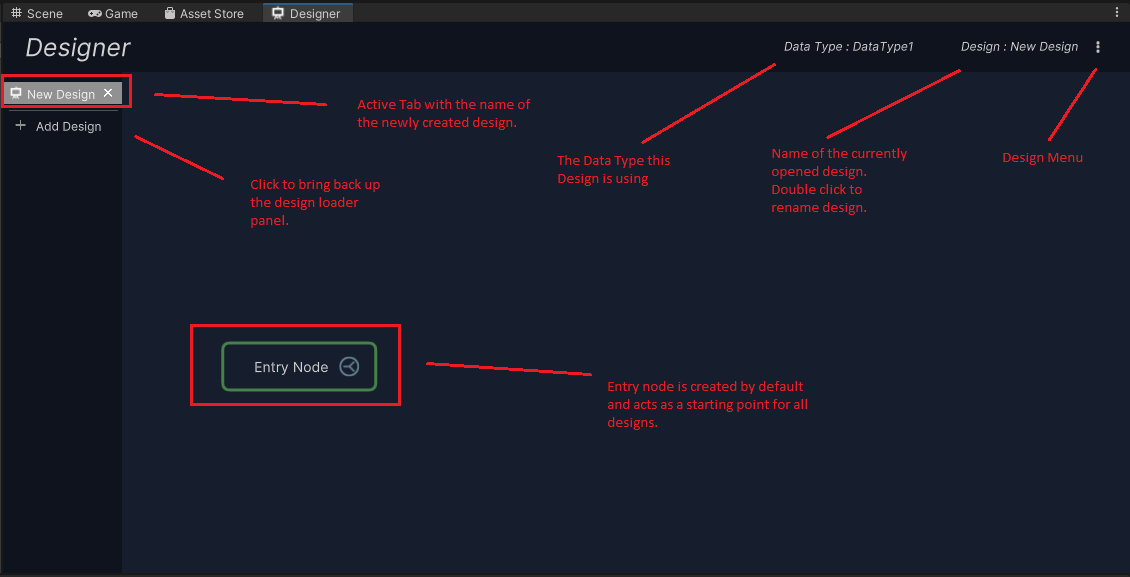 Scene
Game
Asset Store
Designer
Designer
Data Type : DataType1
Design : New Design
New Design
Add Design
Active Tab with the name of
the newly created design.
Click to bring back up
the design loader
panel.
The Data Type this
Design is using
Name of the currently
opened design.
Double click to
rename design.
Design Menu
Entry Node
Entry node is created by default
and acts as a starting point for all
designs.